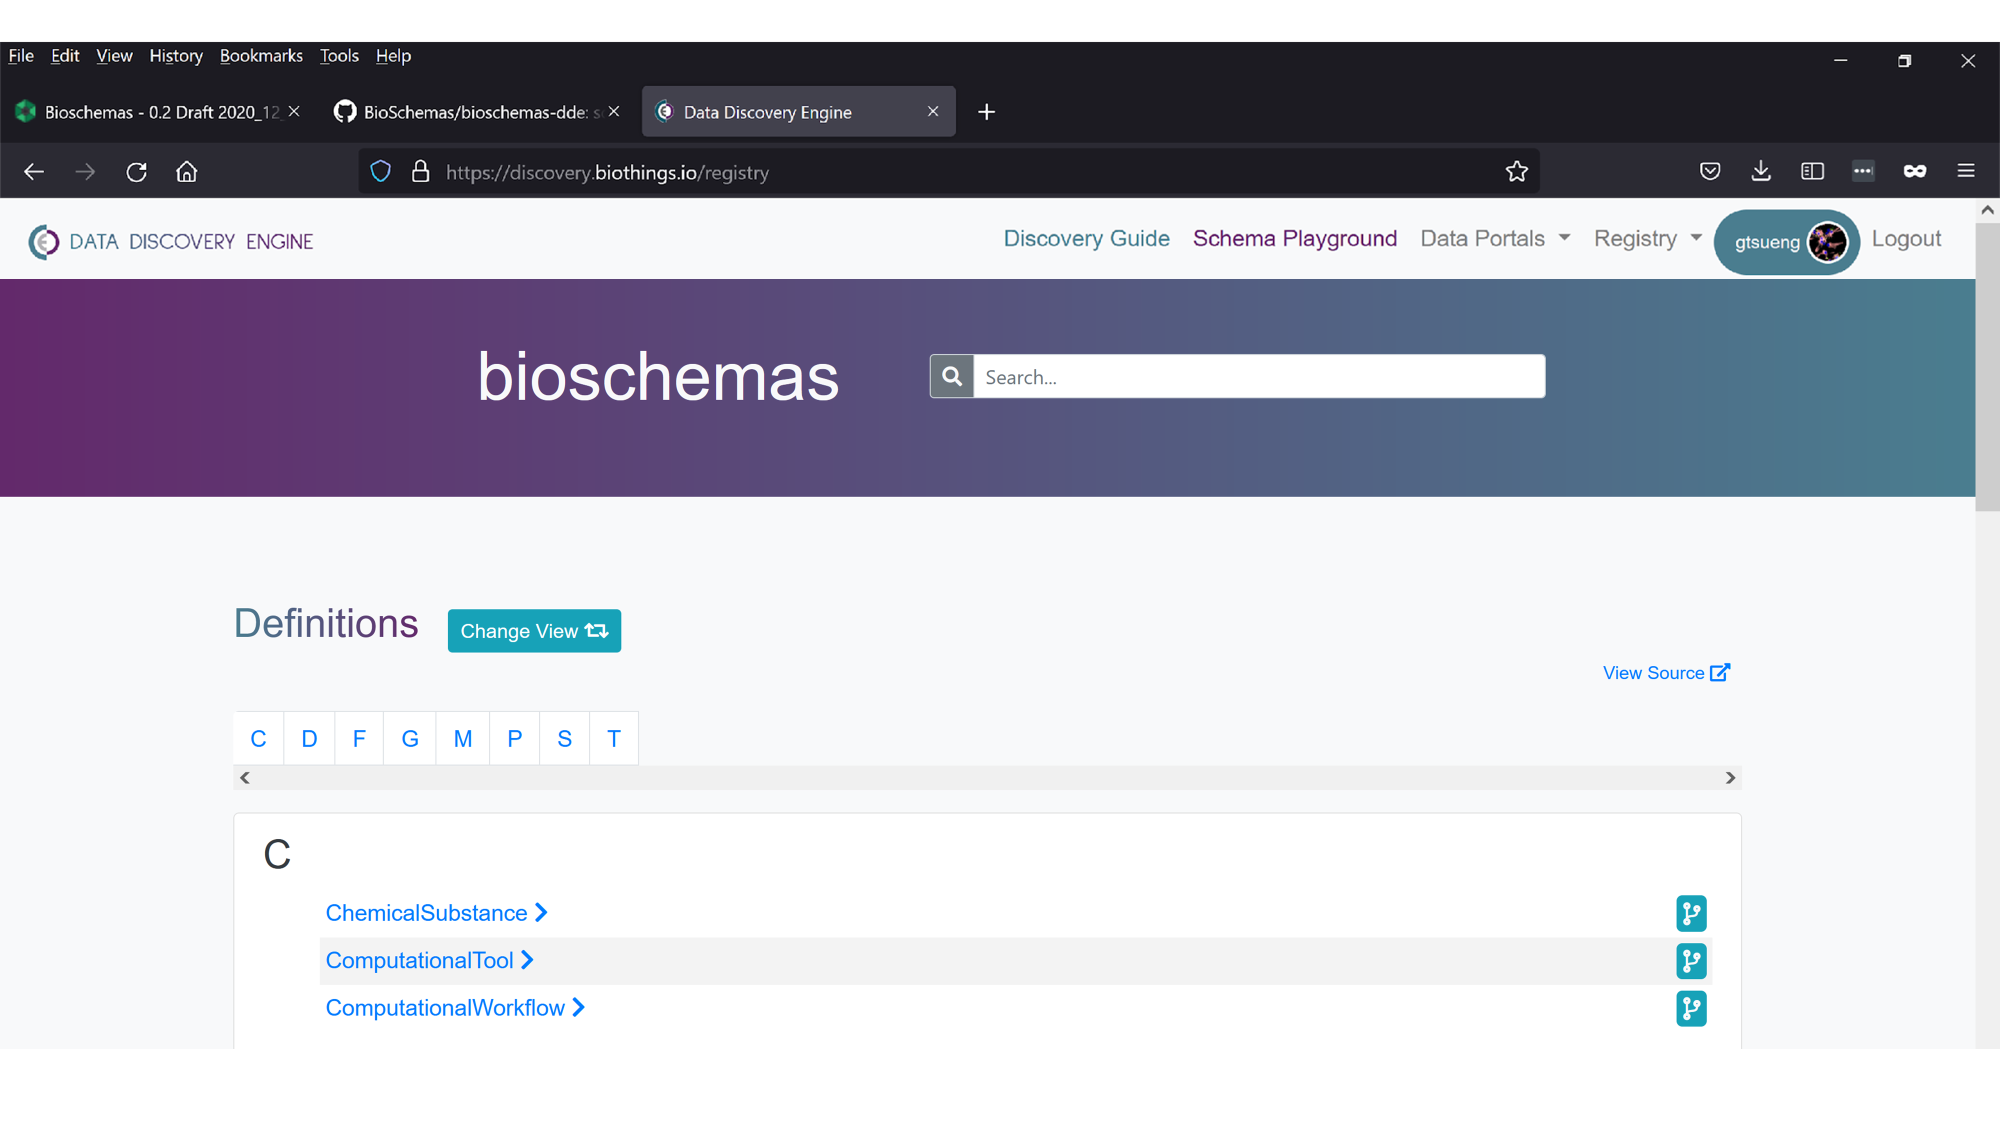 File Edit View History Bookmarks Tools Help
Bioschemas - 0.2 Draft 2020_12 BioSchemas/bioschemas-dde: s Data Discovery Engine
https://discovery.biothings.io/registry
DATA DISCOVERY ENGINE Discovery Guide Schema Playground Data Portals Registry gtsueng Logout
bioschemas Search...
Definitions Change View
View Source
C D F G M P S T
C
ChemicalSubstance
ComputationalTool
ComputationalWorkflow